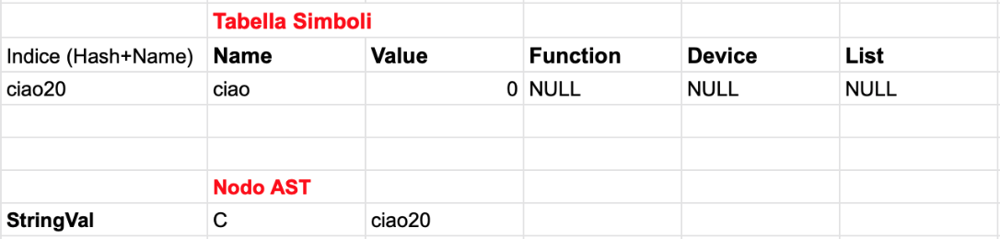 Tabella Simboli
Indice (Hash+Name) Name Value Function Device List
ciao20 ciao 0 NULL NULL NULL
Nodo AST
StringVal C ciao20